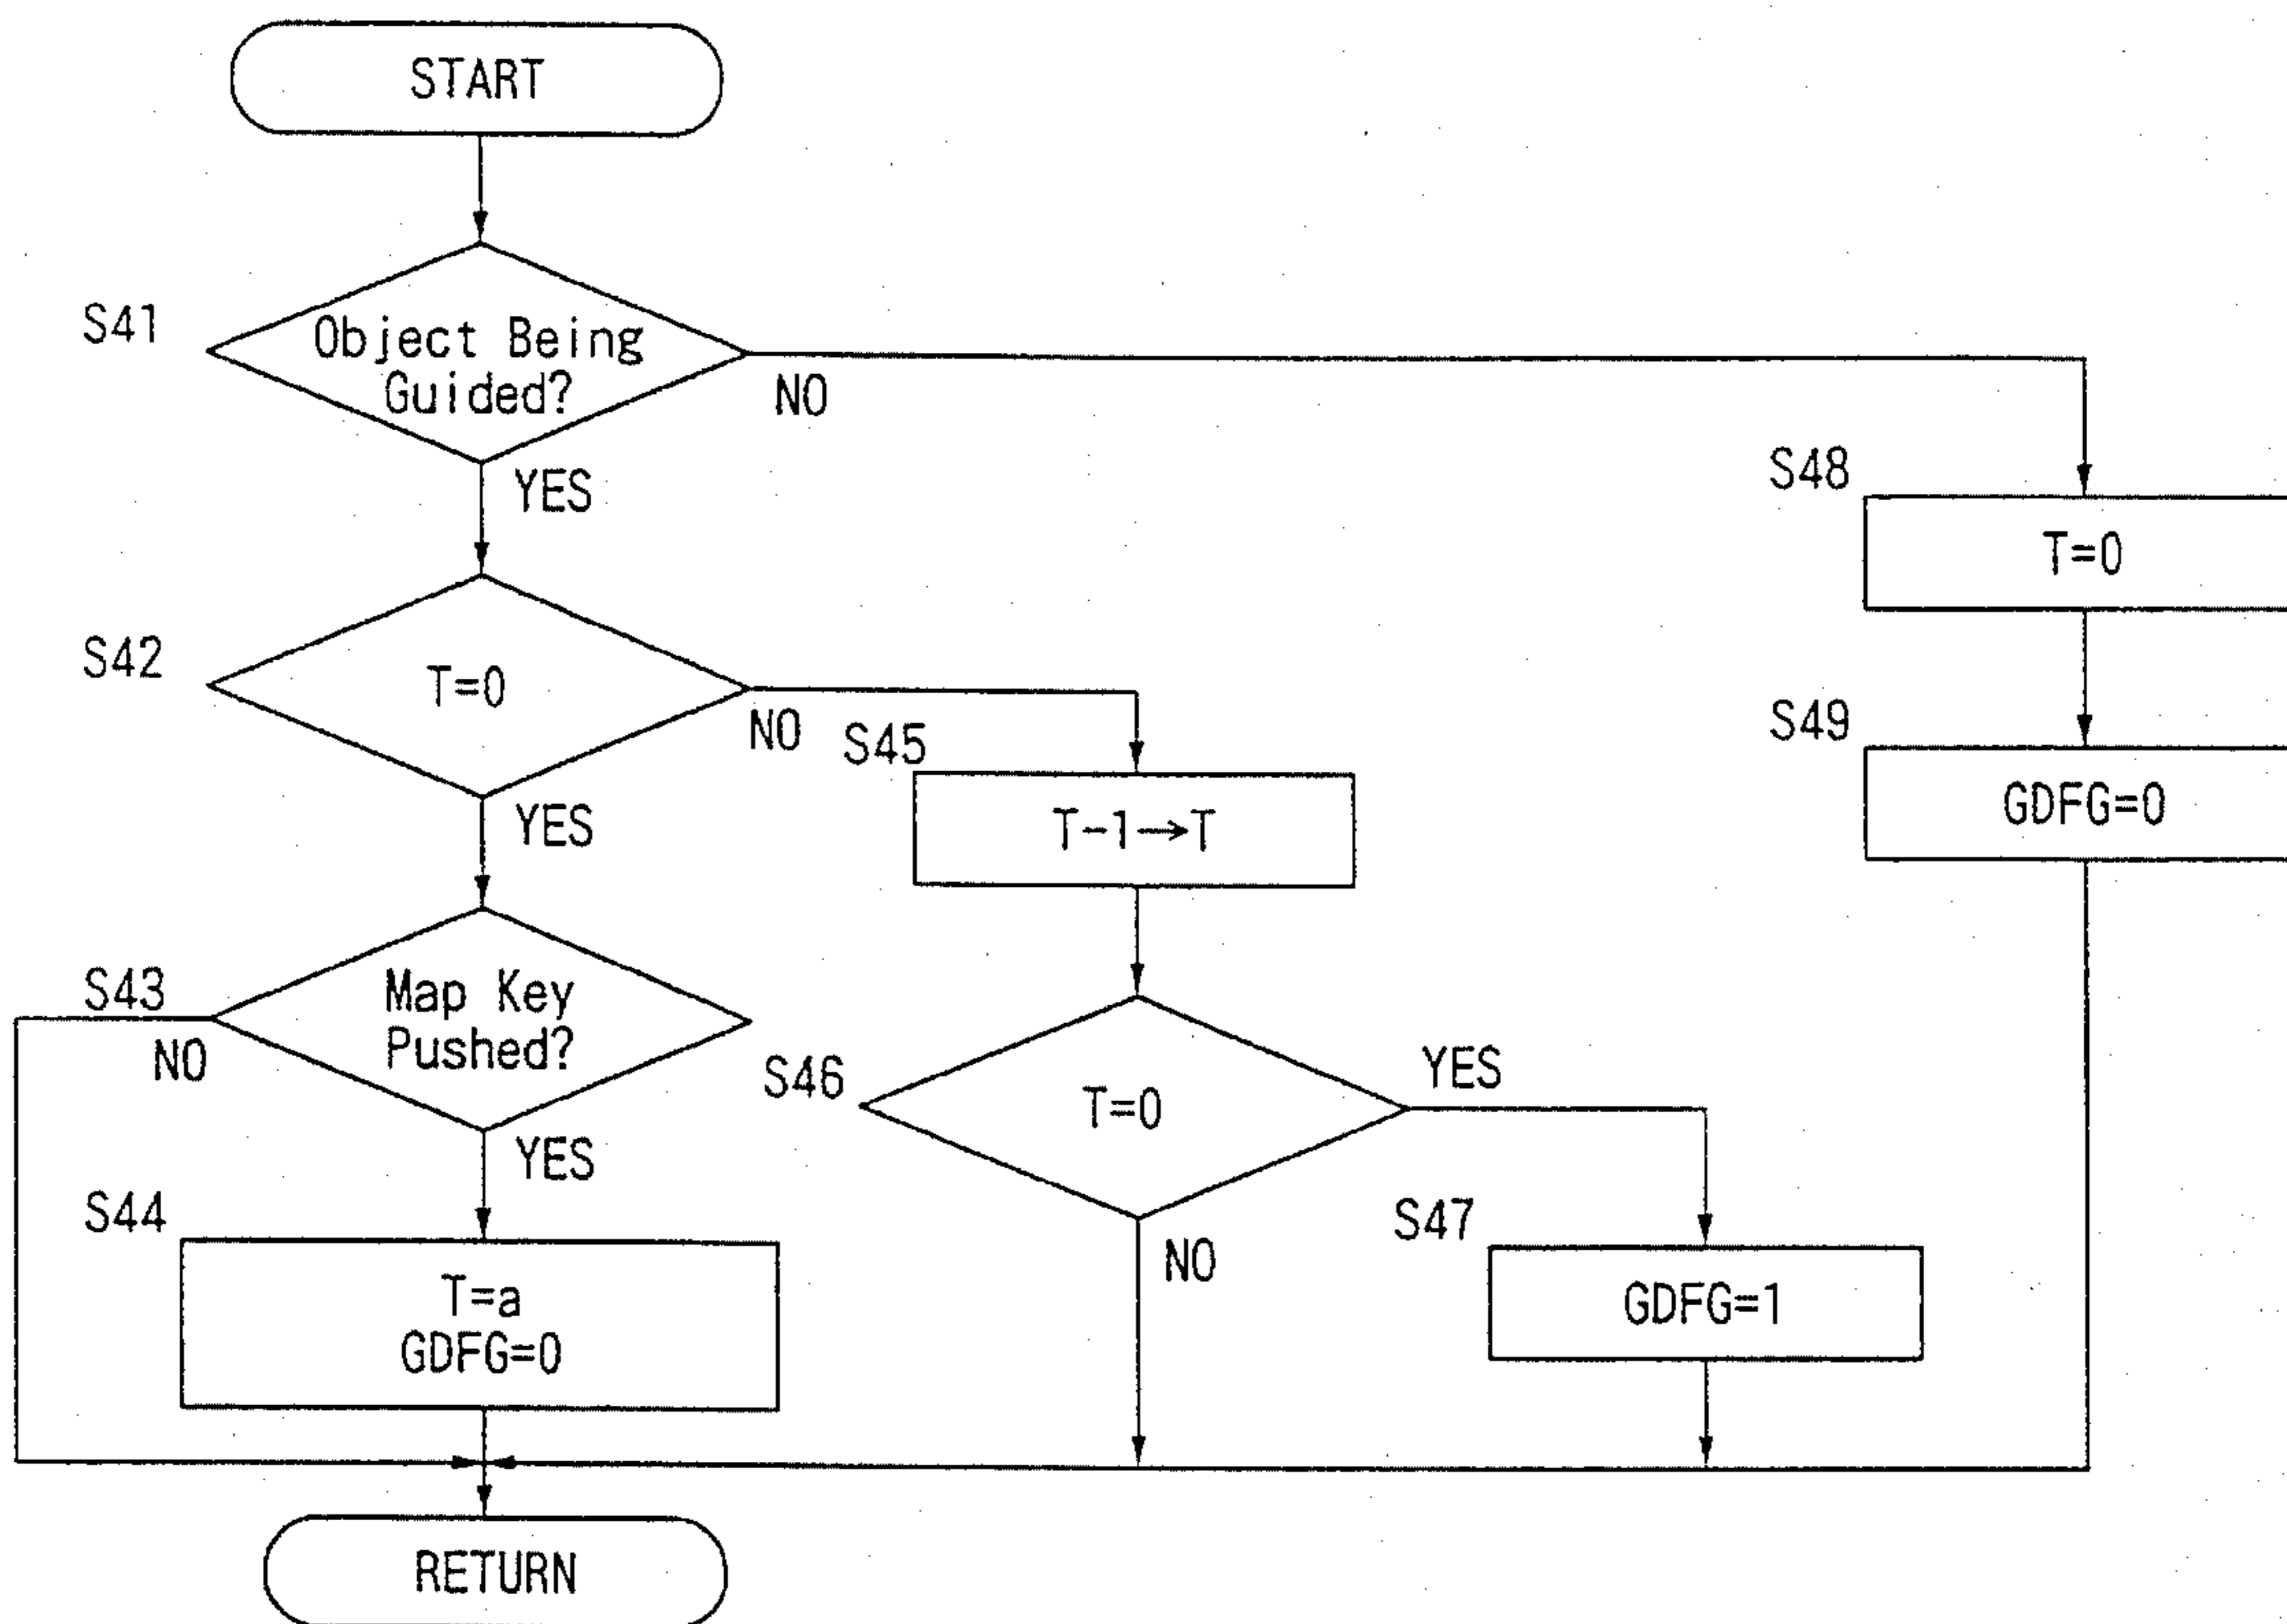 START
S41
Object Being
Guided?
NO
YES
S48
T=0
S42
T=0
NO
YES
S45
T-1→T
S49
GDFG=0
S43
Map Key
Pushed?
NO
YES
S46
T=0
YES
NO
S44
T=a
GDFG=0
S47
GDFG=1
RETURN